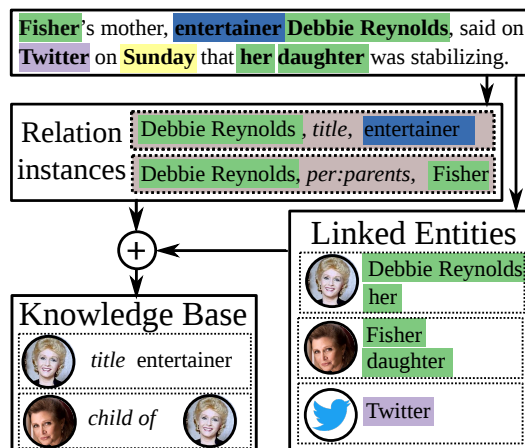 Fisher's mother, entertainer Debbie Reynolds, said on
Twitter on Sunday that her daughter was stabilizing.
Relation
instances
Debbie Reynolds , title, entertainer
Debbie Reynolds, per:parents, Fisher
+
Linked Entities
Debbie Reynolds
her
Fisher
daughter
Twitter
Knowledge Base
title entertainer
child of